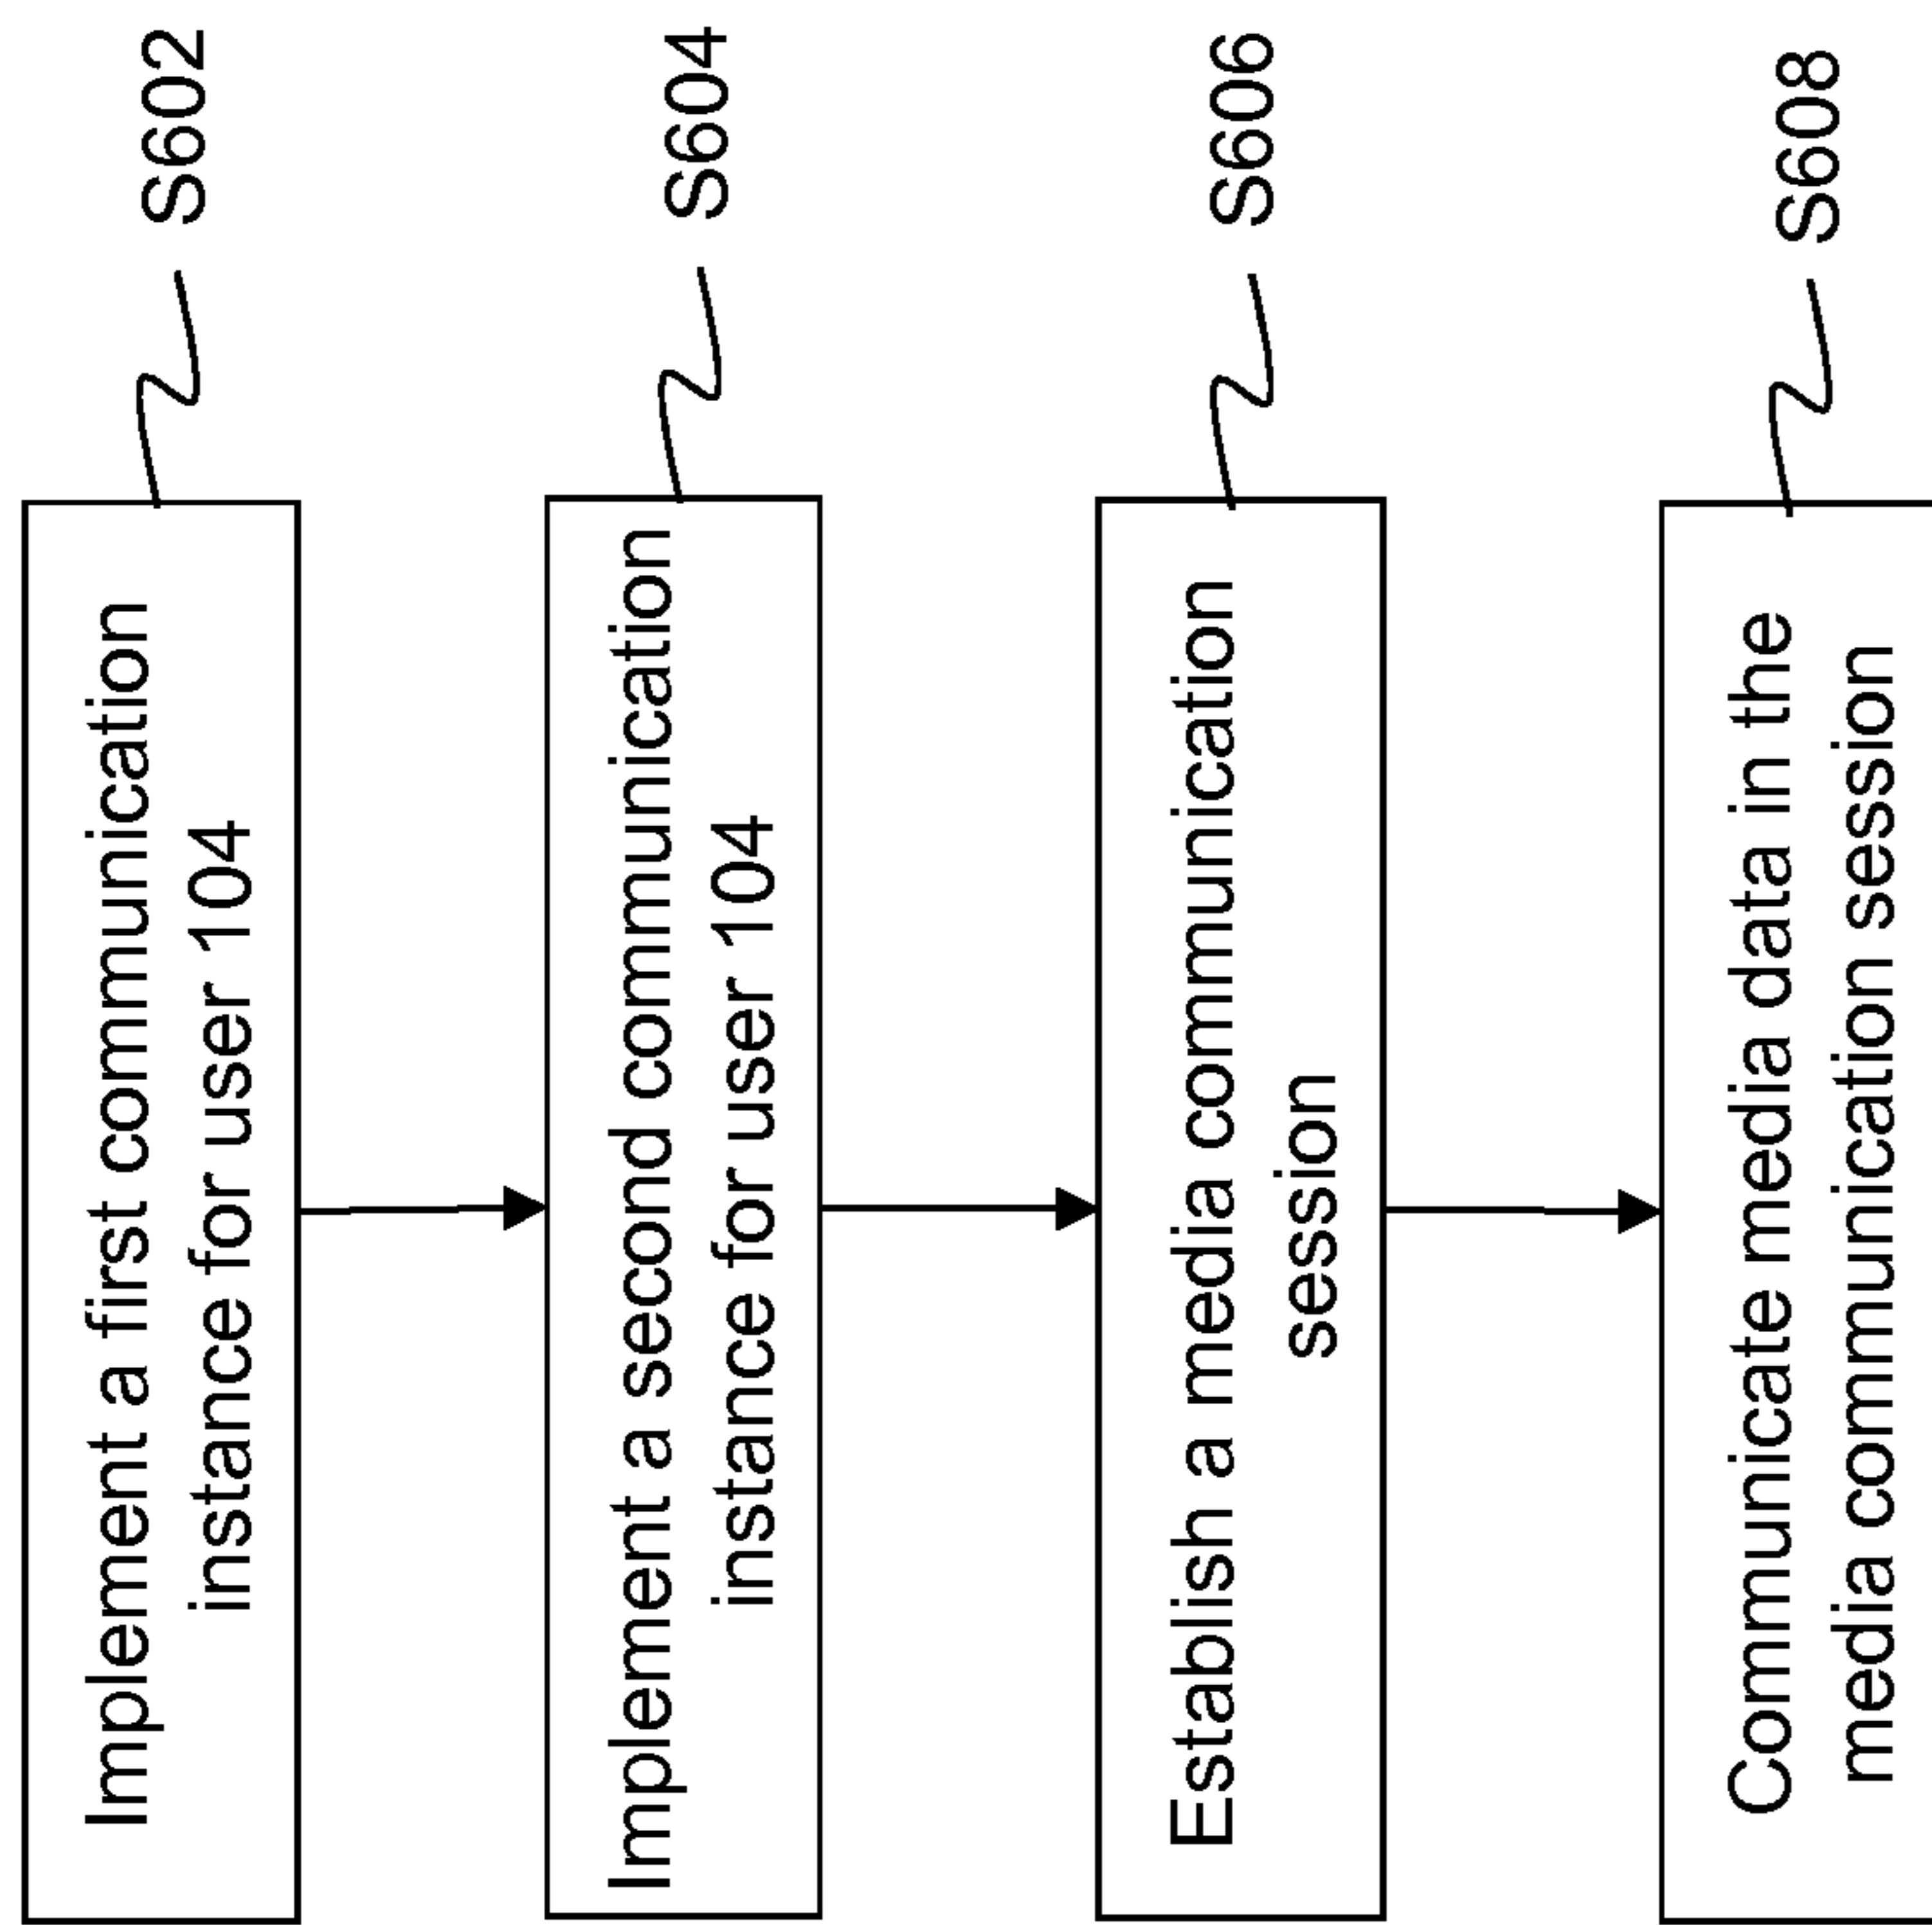 Implement a first communication
instance for user 104
S602
Implement a second communication
instance for user 104
S604
Establish a media communication
session
S606
Communicate media data in the
media communication session
S608